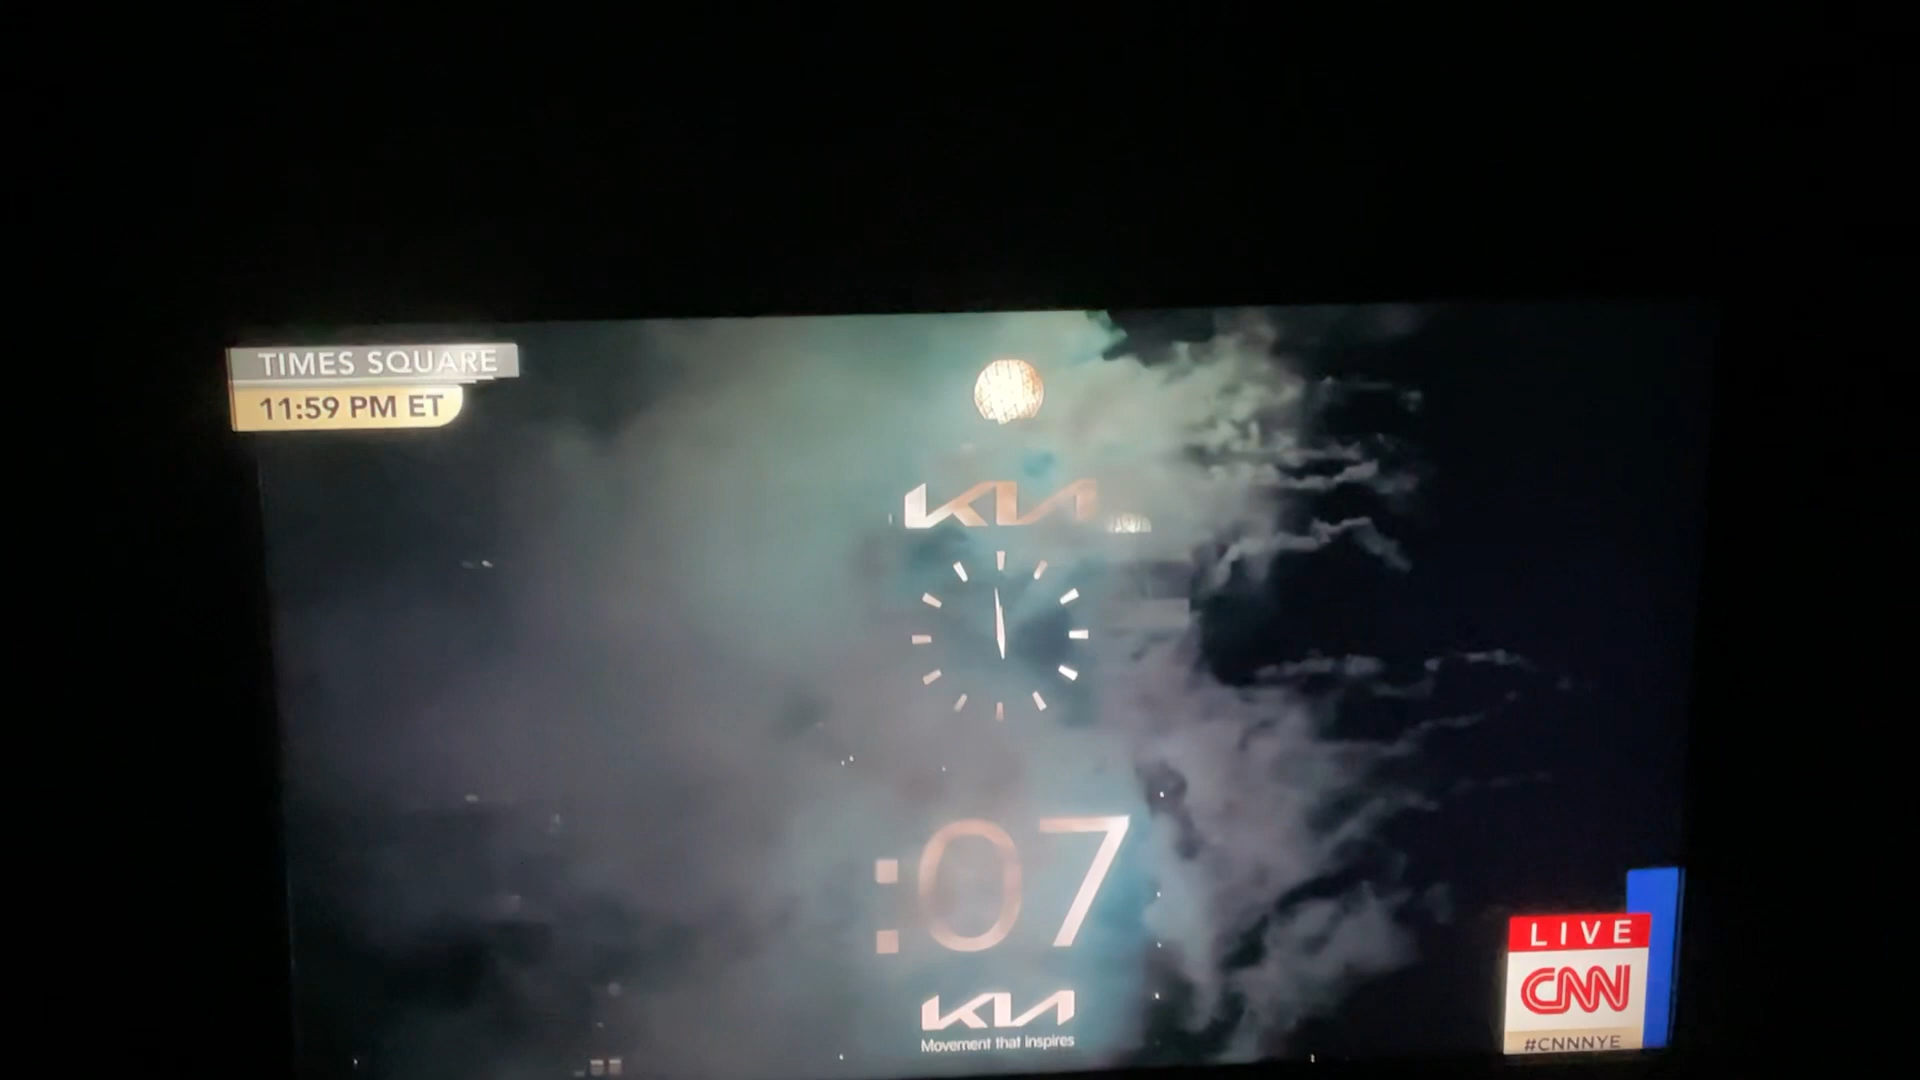 TIMES SQUARE
11:59 PM ET
KIA
:07
KIA
Movement that inspires
LIVE
CNN
#CNNNYE